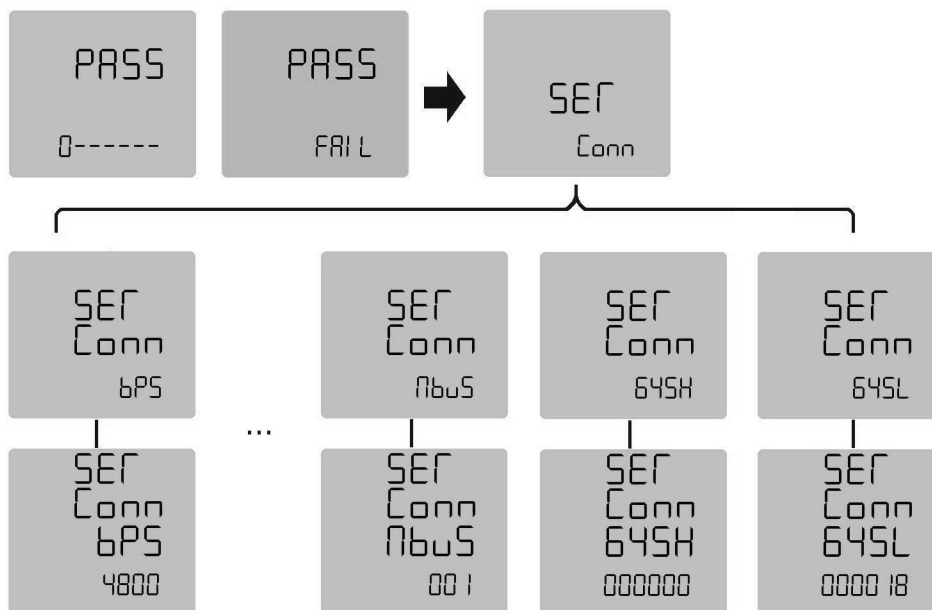 PASS
0------
PASS
FAIL
SET
Conn
SET
Conn
bPS
...
SET
Conn
MbuS
SET
Conn
645H
SET
Conn
645L
SET
Conn
bPS
4800
SET
Conn
MbuS
001
SET
Conn
645H
000000
SET
Conn
645L
000018